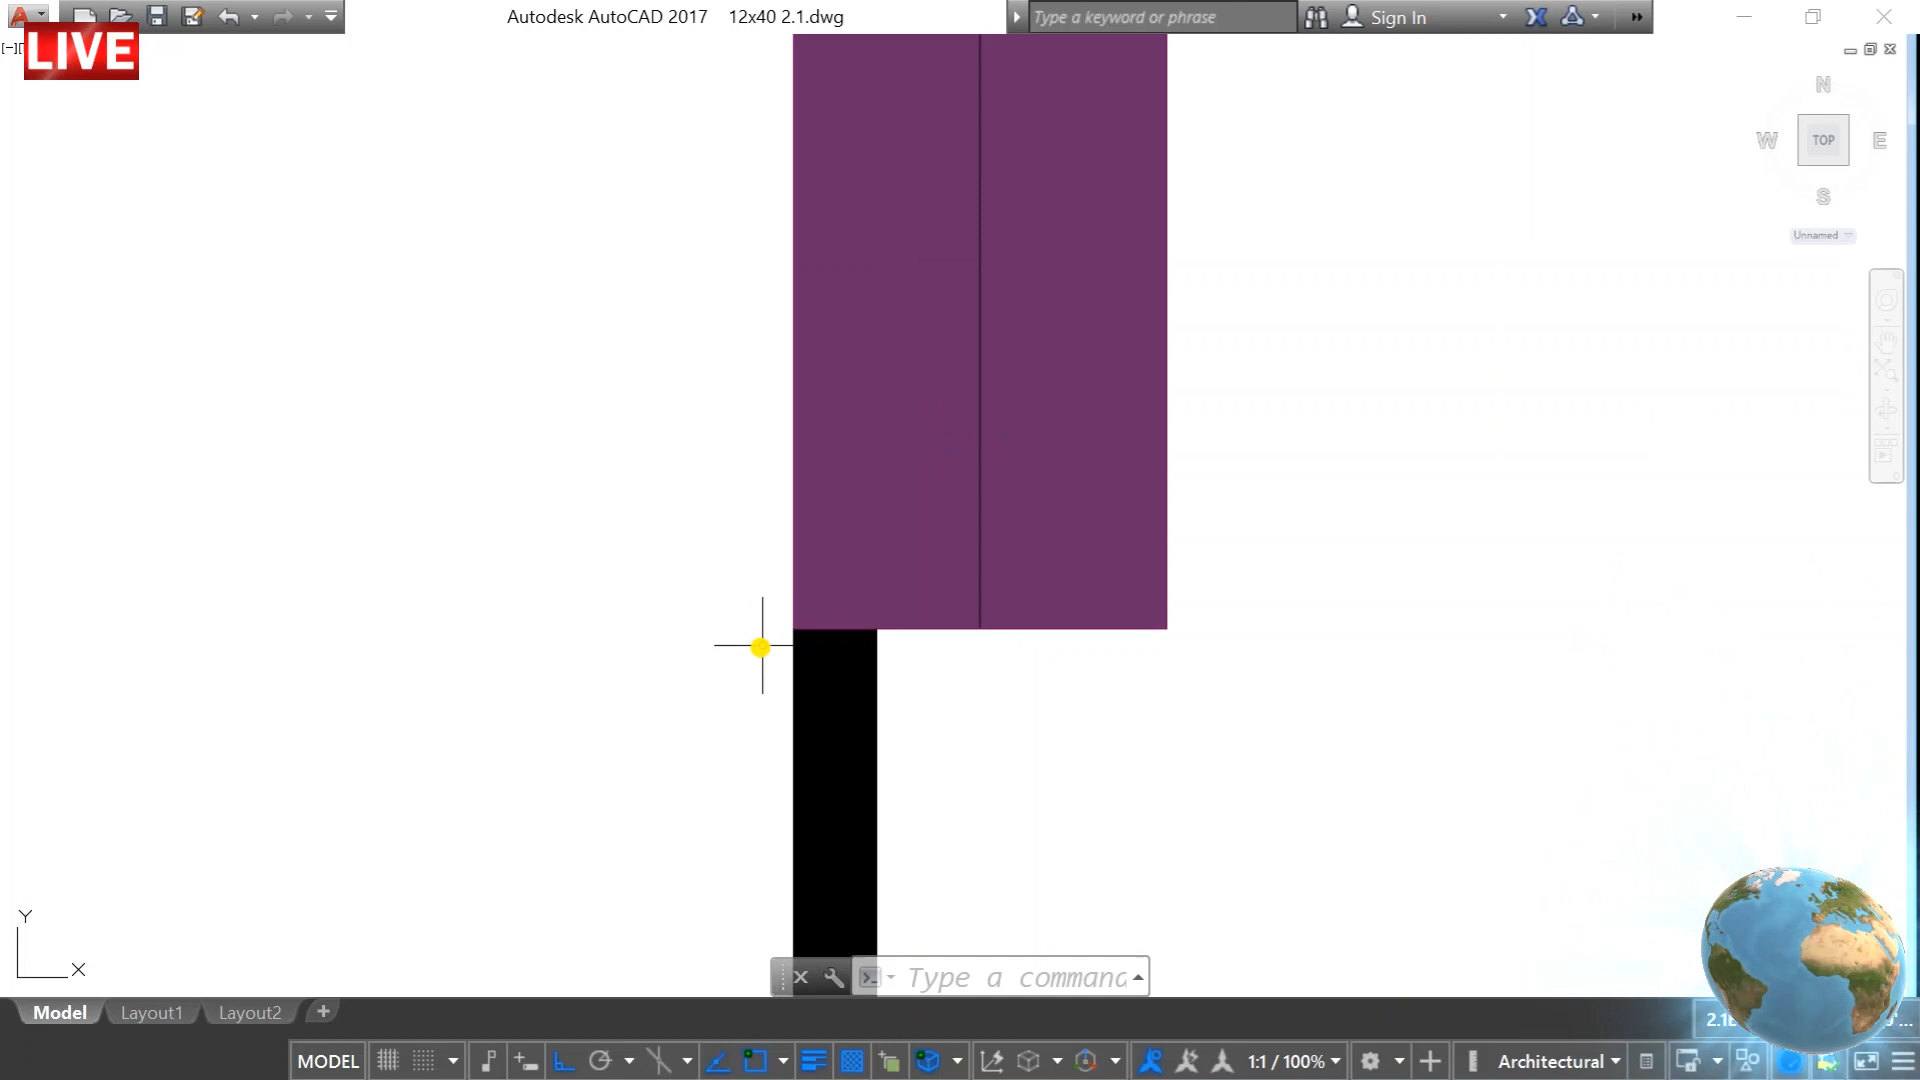 Autodesk AutoCAD 2017 12x40 2.1.dwg
Type a keyword or phrase
Sign In
LIVE
N
W
TOP
E
S
Unnamed
Y
X
Type a command
Model
Layout1
Layout2
MODEL
1:1 / 100%
Architectural